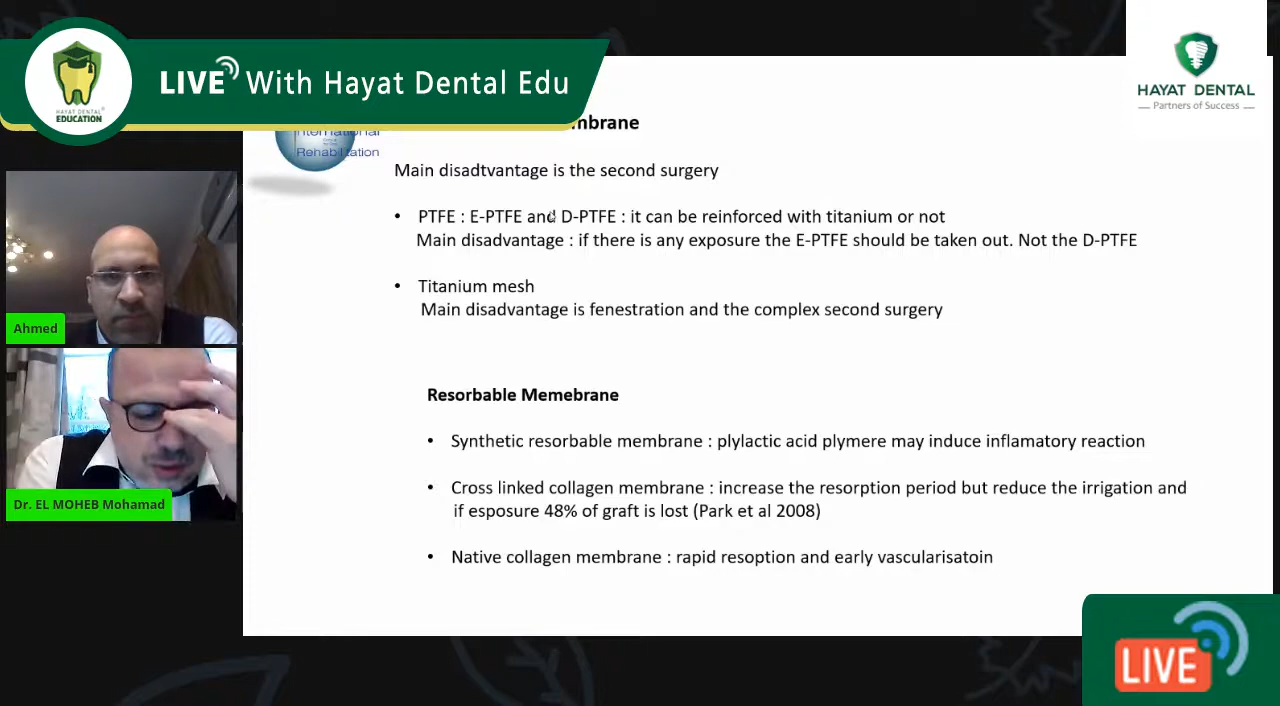 LIVE With Hayat Dental Edu
HAYAT DENTAL
EDUCATION
HAYAT DENTAL
Partners of Success
International
Rehabilitation
Main disadtvantage is the second surgery
• PTFE : E-PTFE and D-PTFE : it can be reinforced with titanium or not
Main disadvantage : if there is any exposure the E-PTFE should be taken out. Not the D-PTFE
• Titanium mesh
Main disadvantage is fenestration and the complex second surgery
Resorbable Memebrane
• Synthetic resorbable membrane : plylactic acid plymere may induce inflamatory reaction
• Cross linked collagen membrane : increase the resorption period but reduce the irrigation and
if esposure 48% of graft is lost (Park et al 2008)
• Native collagen membrane : rapid resoption and early vascularisatoin
Ahmed
Dr. EL MOHEB Mohamad
LIVE